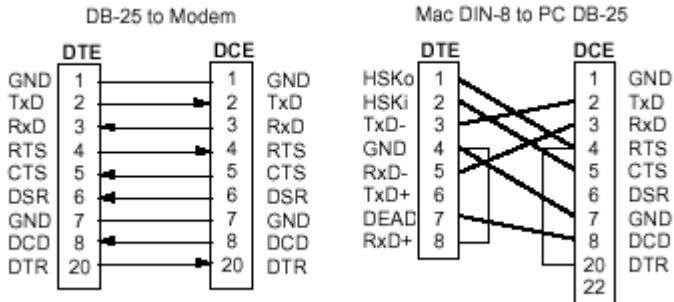 DB-25 to Modem
DTE DCE
GND 1 1 GND
TxD 2 2 TxD
RxD 3 3 RxD
RTS 4 4 RTS
CTS 5 5 CTS
DSR 6 6 DSR
GND 7 7 GND
DCD 8 8 DCD
DTR 20 20 DTR
Mac DIN-8 to PC DB-25
DTE DCE
HSKo 1 1 GND
HSKi 2 2 TxD
TxD- 3 3 RxD
GND 4 4 RTS
RxD- 5 5 CTS
TxD+ 6 6 DSR
DEAD 7 7 GND
RxD+ 8 8 DCD
20 DTR
22